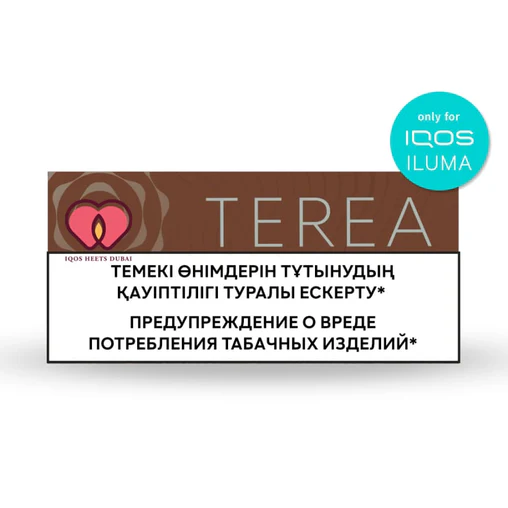 only for
IQOS
ILUMA
TEREA
IQOS HEETS DUBAI
ТЕМЕКІ ӨНІМДЕРІН ТҰТЫНУДЫҢ
ҚАУІПТІЛІГІ ТУРАЛЫ ЕСКЕРТУ*
ПРЕДУПРЕЖДЕНИЕ О ВРЕДЕ
ПОТРЕБЛЕНИЯ ТАБАЧНЫХ ИЗДЕЛИЙ*